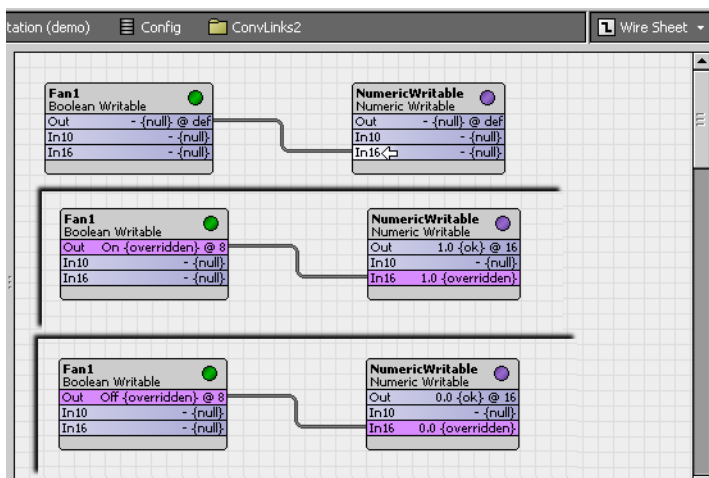 tation (demo) Config ConvLinks2 Wire Sheet
Fan1
Boolean Writable
Out - {null} @ def
In10 - {null}
In16 - {null}
NumericWritable
Numeric Writable
Out - {null} @ def
In10 - {null}
In16 - {null}
Fan1
Boolean Writable
Out On {overridden} @ 8
In10 - {null}
In16 - {null}
NumericWritable
Numeric Writable
Out 1.0 {ok} @ 16
In10 - {null}
In16 1.0 {overridden}
Fan1
Boolean Writable
Out Off {overridden} @ 8
In10 - {null}
In16 - {null}
NumericWritable
Numeric Writable
Out 0.0 {ok} @ 16
In10 - {null}
In16 0.0 {overridden}